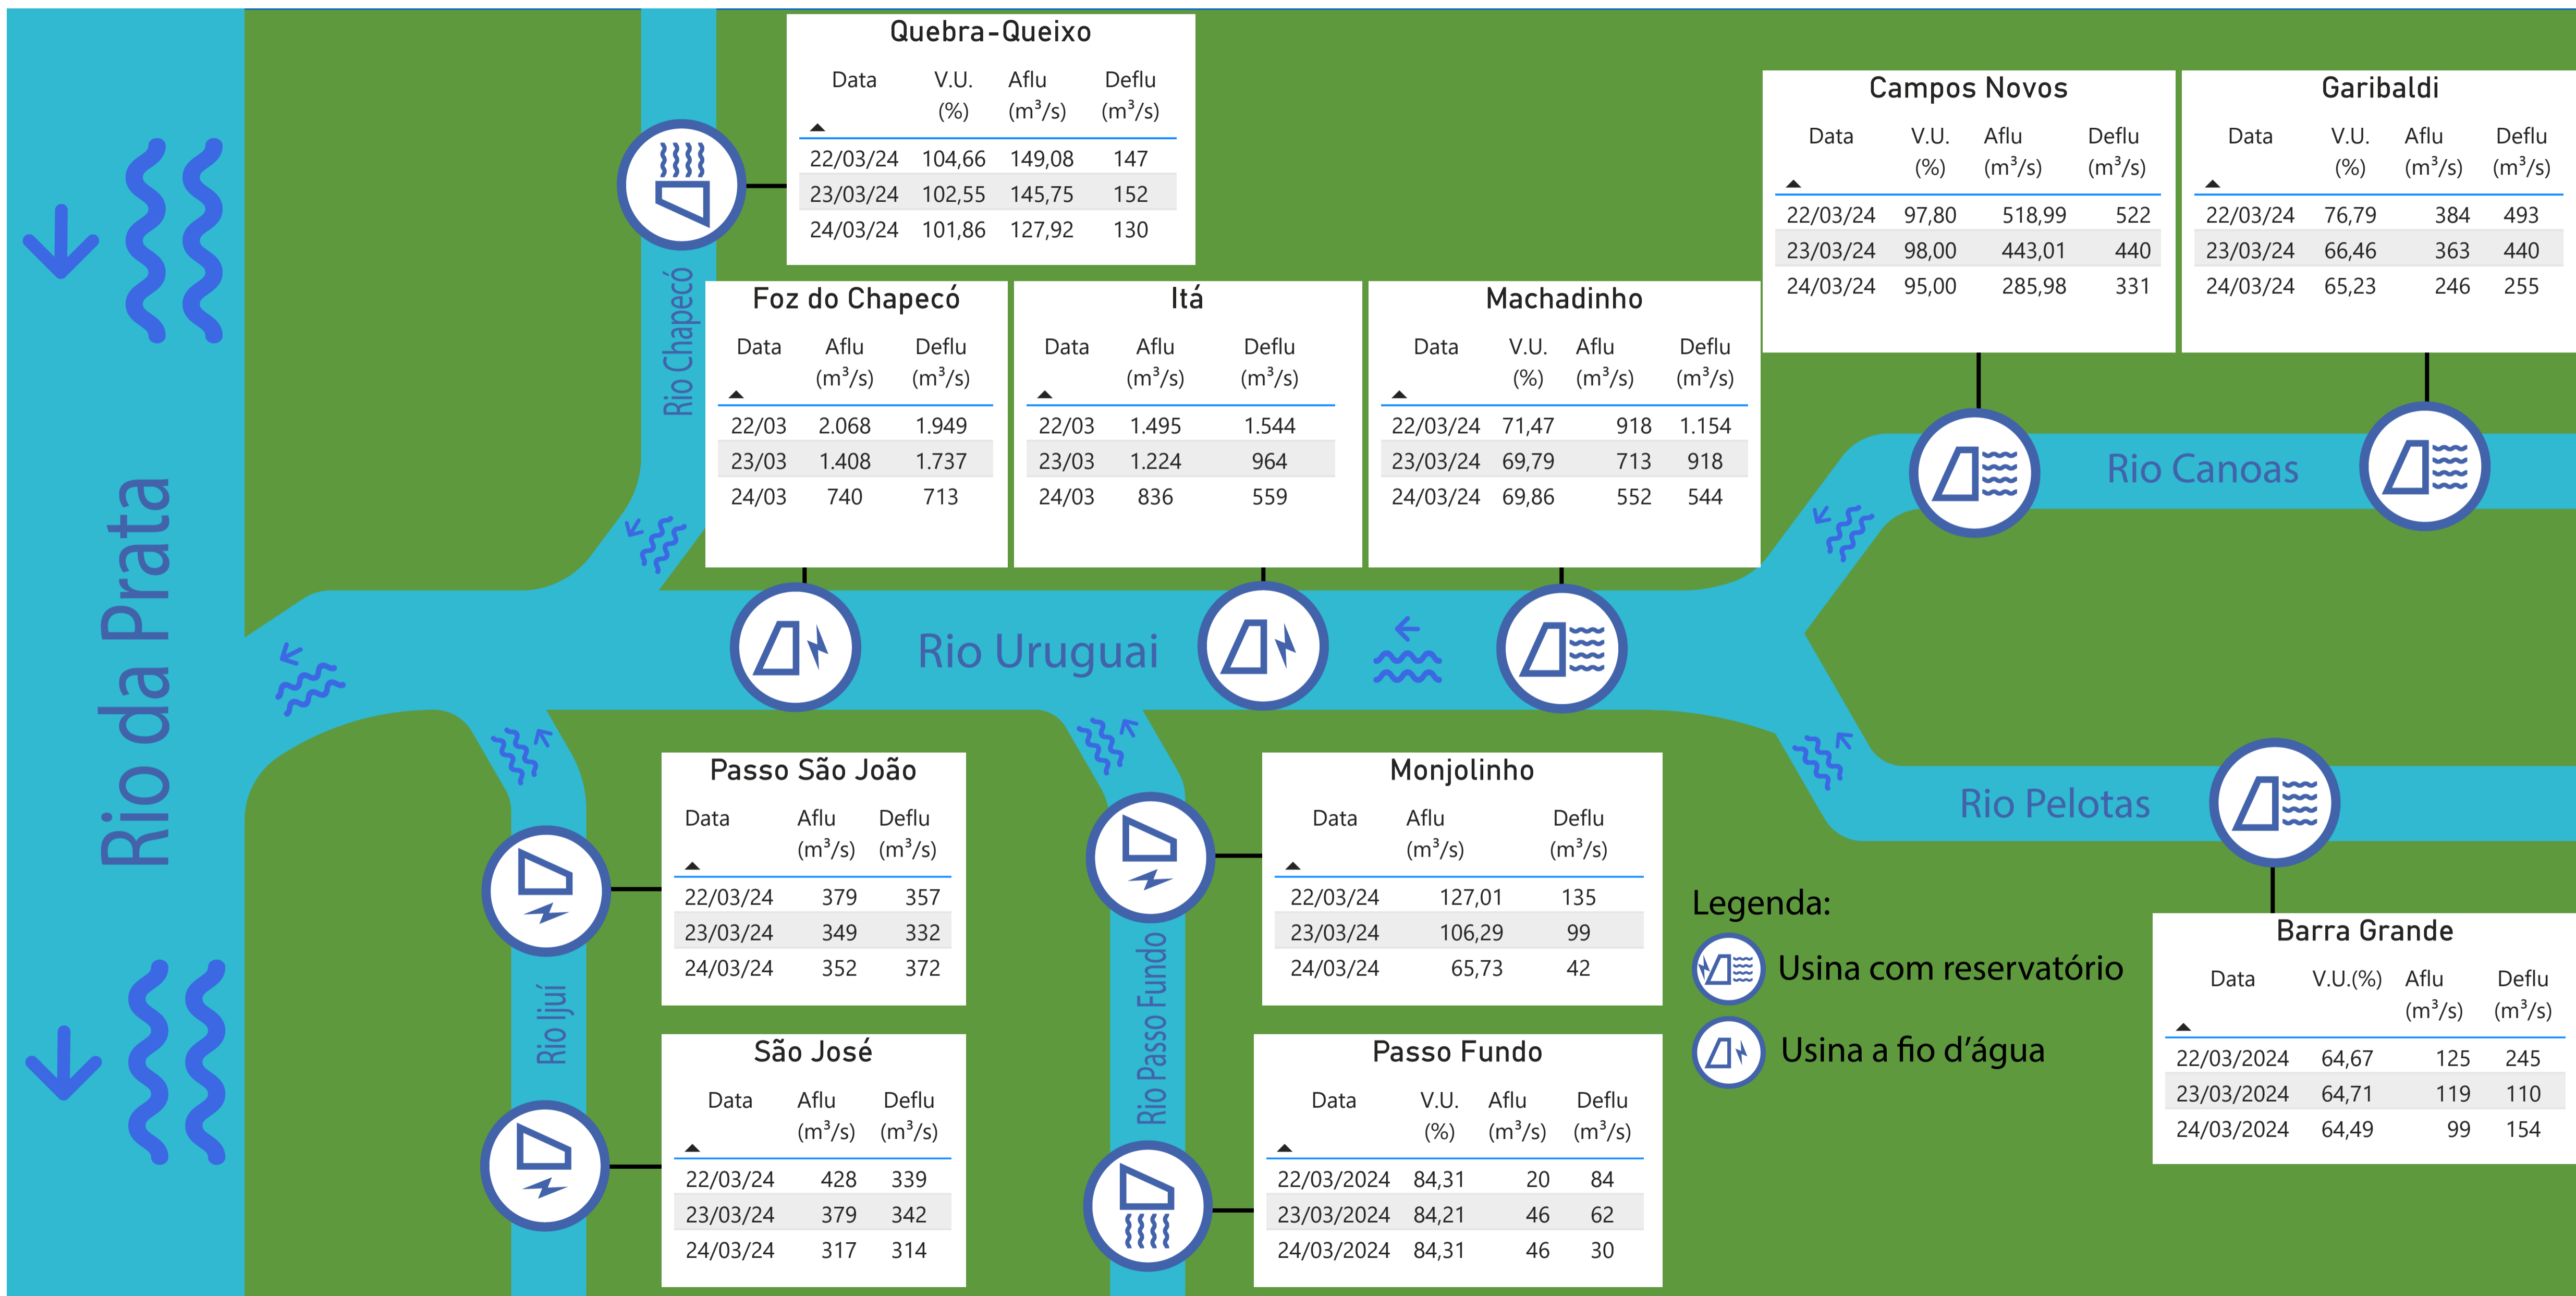 Rio da Prata
Quebra-Queixo
Data V.U. (%) Aflu (m³/s) Deflu (m³/s)
22/03/24 104,66 149,08 147
23/03/24 102,55 145,75 152
24/03/24 101,86 127,92 130
Rio Chapecó
Campos Novos
Data V.U. (%) Aflu (m³/s) Deflu (m³/s)
22/03/24 97,80 518,99 522
23/03/24 98,00 443,01 440
24/03/24 95,00 285,98 331
Garibaldi
Data V.U. (%) Aflu (m³/s) Deflu (m³/s)
22/03/24 76,79 384 493
23/03/24 66,46 363 440
24/03/24 65,23 246 255
Foz do Chapecó
Data Aflu (m³/s) Deflu (m³/s)
22/03 2.068 1.949
23/03 1.408 1.737
24/03 740 713
Itá
Data Aflu (m³/s) Deflu (m³/s)
22/03 1.495 1.544
23/03 1.224 964
24/03 836 559
Machadinho
Data V.U. (%) Aflu (m³/s) Deflu (m³/s)
22/03/24 71,47 918 1.154
23/03/24 69,79 713 918
24/03/24 69,86 552 544
Rio Canoas
Rio Uruguai
Rio Pelotas
Passo São João
Data Aflu (m³/s) Deflu (m³/s)
22/03/24 379 357
23/03/24 349 332
24/03/24 352 372
Monjolinho
Data Aflu (m³/s) Deflu (m³/s)
22/03/24 127,01 135
23/03/24 106,29 99
24/03/24 65,73 42
Rio Ijuí
Rio Passo Fundo
Legenda:
Usina com reservatório
Usina a fio d'água
Barra Grande
Data V.U.(%) Aflu (m³/s) Deflu (m³/s)
22/03/2024 64,67 125 245
23/03/2024 64,71 119 110
24/03/2024 64,49 99 154
São José
Data Aflu (m³/s) Deflu (m³/s)
22/03/24 428 339
23/03/24 379 342
24/03/24 317 314
Passo Fundo
Data V.U. (%) Aflu (m³/s) Deflu (m³/s)
22/03/2024 84,31 20 84
23/03/2024 84,21 46 62
24/03/2024 84,31 46 30